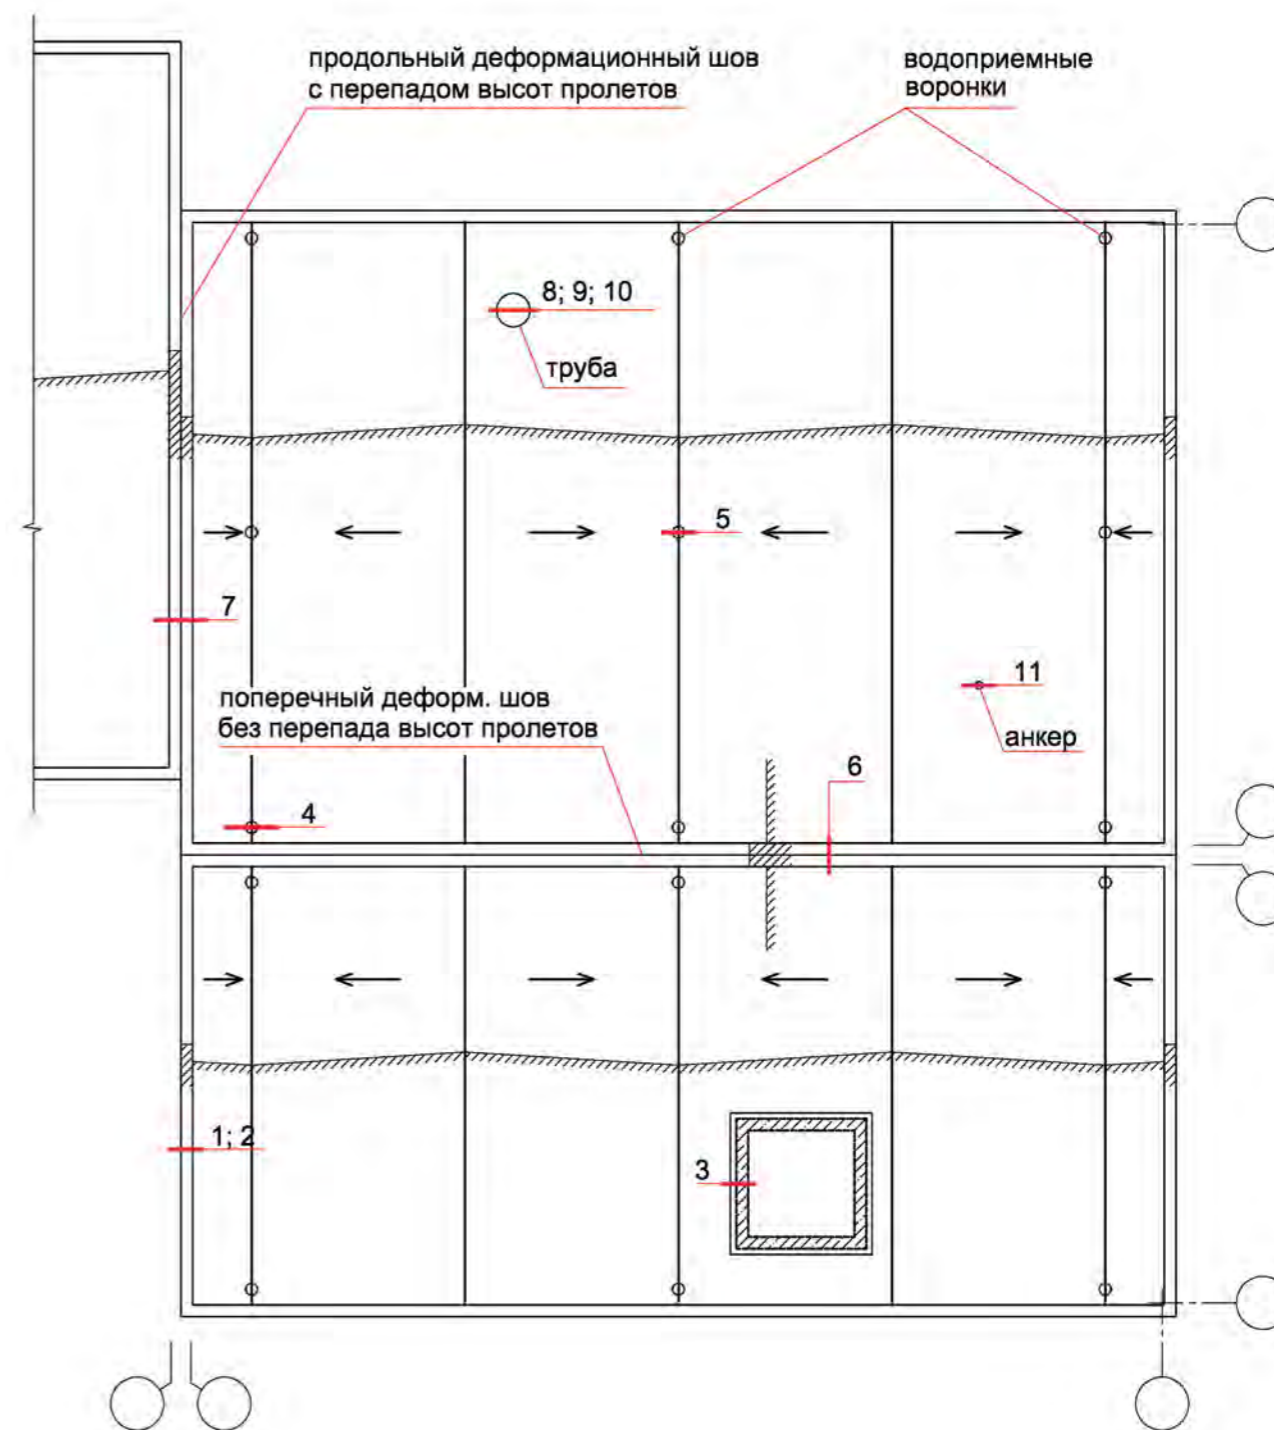 продольный деформационный шов
с перепадом высот пролетов
водоприемные
воронки
8; 9; 10
труба
5
7
11
анкер
поперечный деформ. шов
без перепада высот пролетов
6
4
1; 2
3